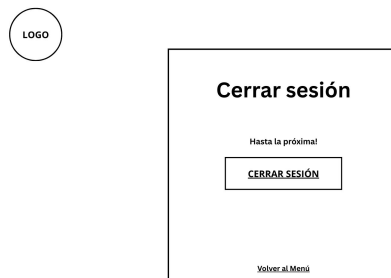 LOGO
Cerrar sesión
Hasta la próxima!
CERRAR SESIÓN
Volver al Menú